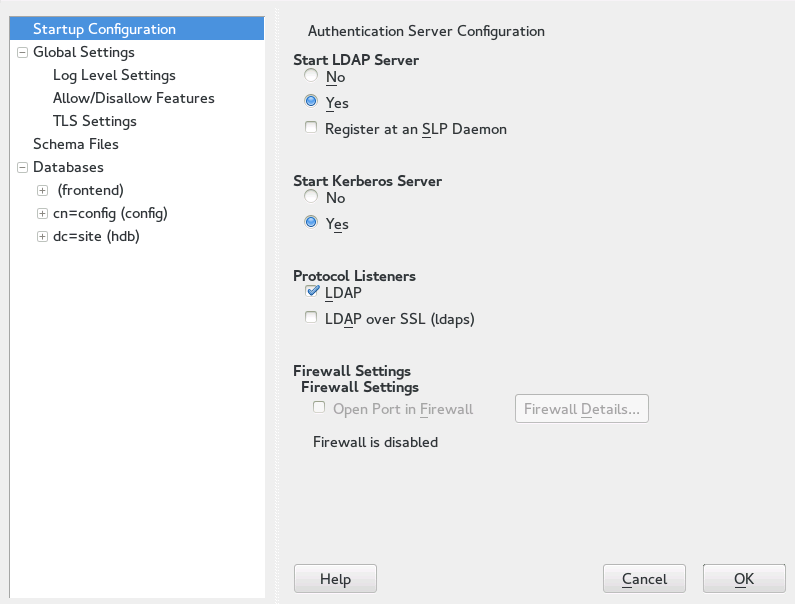 Startup Configuration
Global Settings
Log Level Settings
Allow/Disallow Features
TLS Settings
Schema Files
Databases
(frontend)
cn=config (config)
dc=site (hdb)
Authentication Server Configuration
Start LDAP Server
No
Yes
Register at an SLP Daemon
Start Kerberos Server
No
Yes
Protocol Listeners
LDAP
LDAP over SSL (ldaps)
Firewall Settings
Firewall Settings
Open Port in Firewall
Firewall Details...
Firewall is disabled
Help
Cancel
OK